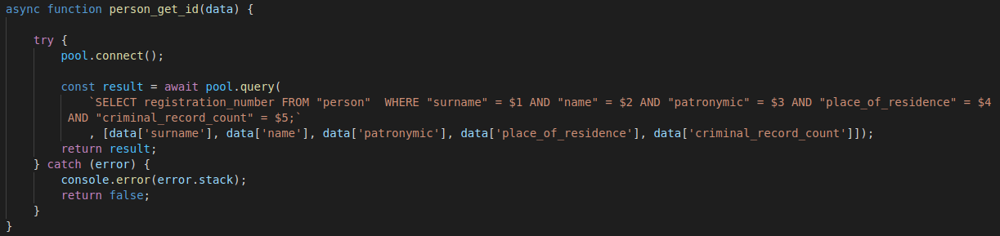 async function person_get_id(data) {
try {
pool.connect();
const result = await pool.query(
`SELECT registration_number FROM "person"  WHERE "surname" = $1 AND "name" = $2 AND "patronymic" = $3 AND "place_of_residence" = $4
AND "criminal_record_count" = $5;`
, [data['surname'], data['name'], data['patronymic'], data['place_of_residence'], data['criminal_record_count']]);
return result;
} catch (error) {
console.error(error.stack);
return false;
}
}